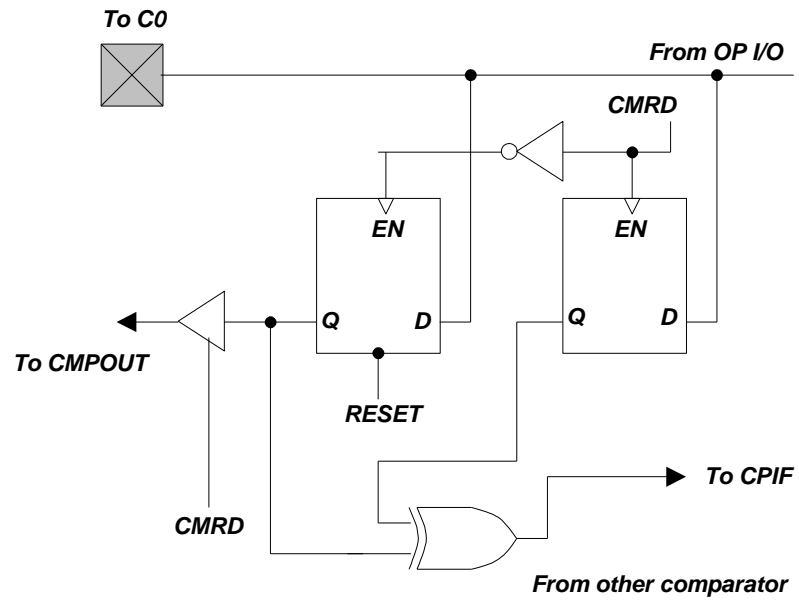 To C0
From OP I/O
CMRD
EN
EN
Q
D
Q
D
To CMPOUT
RESET
To CPIF
CMRD
From other comparator